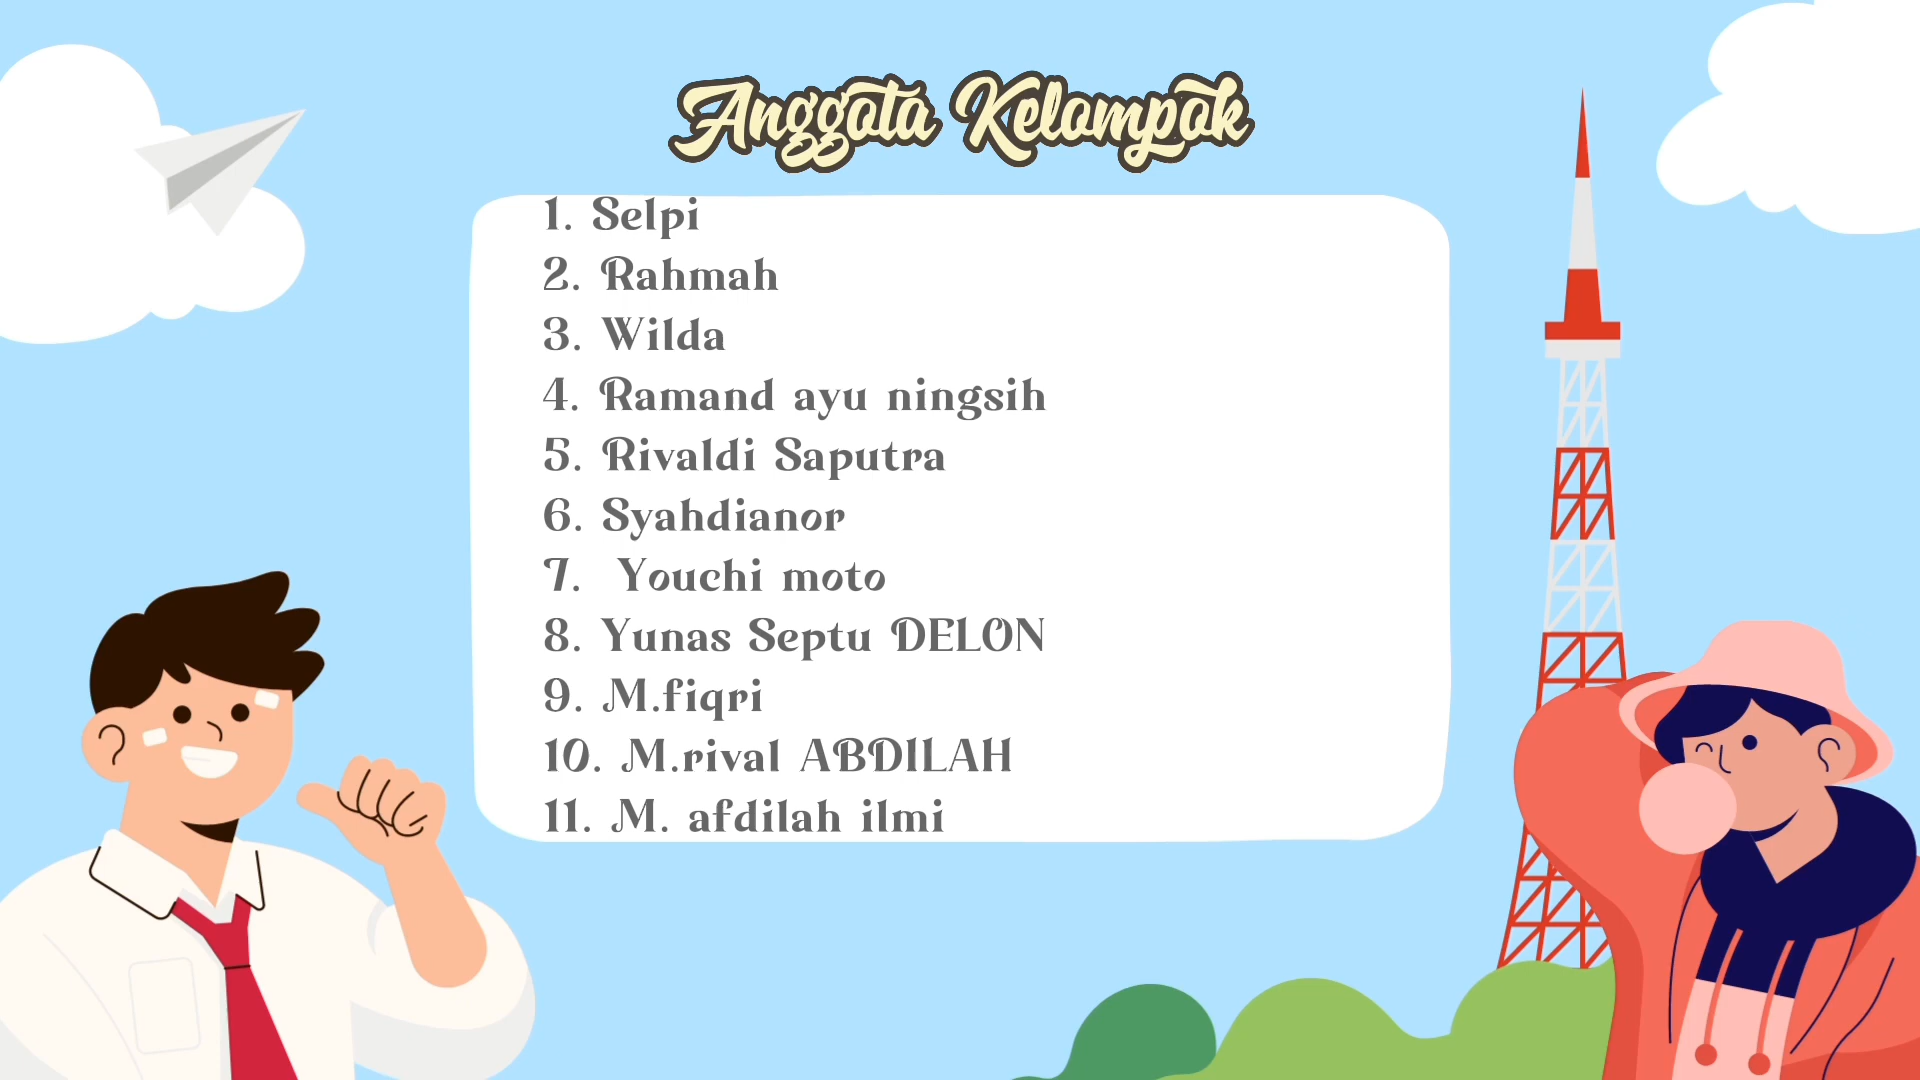 Anggota Kelompok
1. Selpi
2. Rahmah
3. Wilda
4. Ramand ayu ningsih
5. Rivaldi Saputra
6. Syahdianor
7. Youchi moto
8. Yunas Septu DELON
9. M.fiqri
10. M.rival ABDILAH
11. M. afdilah ilmi